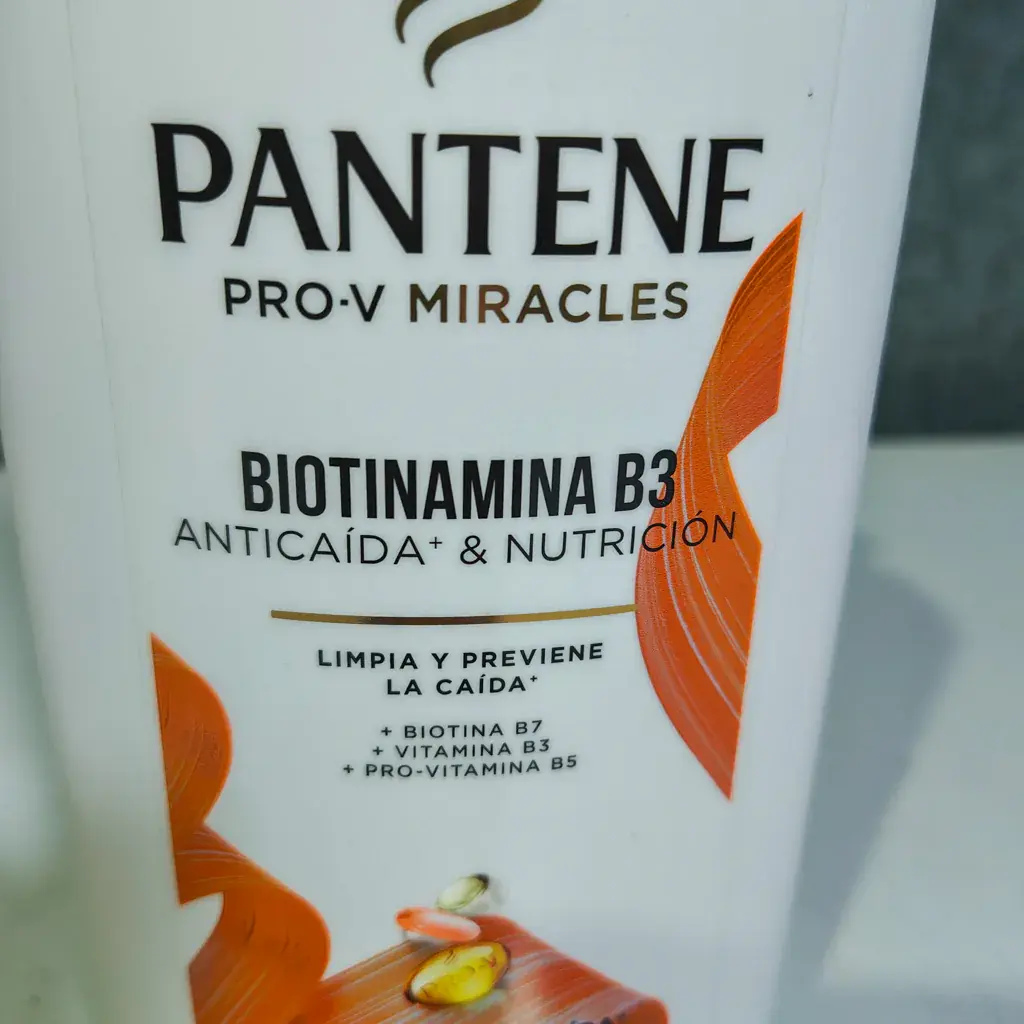 PANTENE
PRO-V MIRACLES
BIOTINAMINA B3
ANTICAÍDA⁺ & NUTRICIÓN
LIMPIA Y PREVIENE
LA CAÍDA⁺
+ BIOTINA B7
+ VITAMINA B3
+ PRO-VITAMINA B5